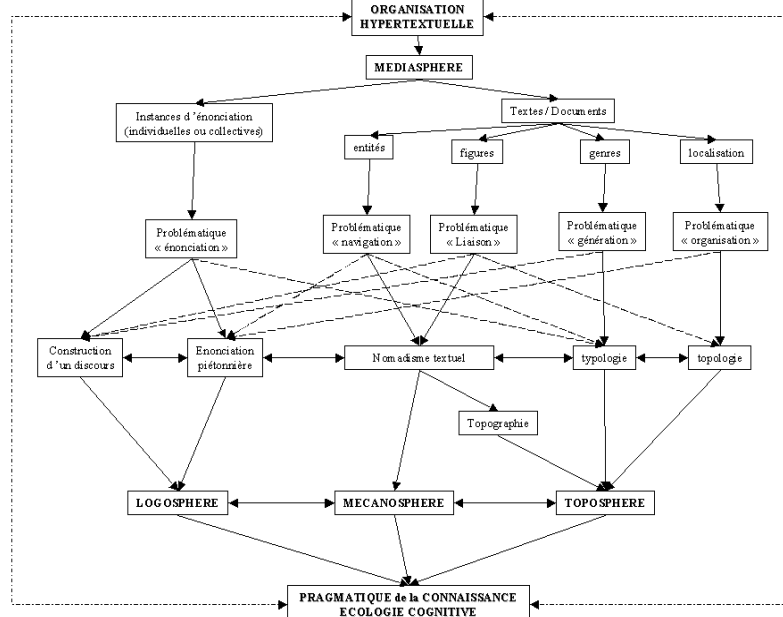 ORGANISATION
HYPERTEXTUELLE
MEDIASPHERE
Instances d'énonciation
(individuelles ou collectives)
Textes / Documents
entités
figures
genres
localisation
Problématique
« énonciation »
Problématique
« navigation »
Problématique
« Liaison »
Problématique
« génération »
Problématique
« organisation »
Construction
d'un discours
Enonciation
piétonnière
Nomadisme textuel
typologie
topologie
Topographie
LOGOSPHERE
MECANOSPHERE
TOPOSPHERE
PRAGMATIQUE de la CONNAISSANCE
ECOLOGIE COGNITIVE